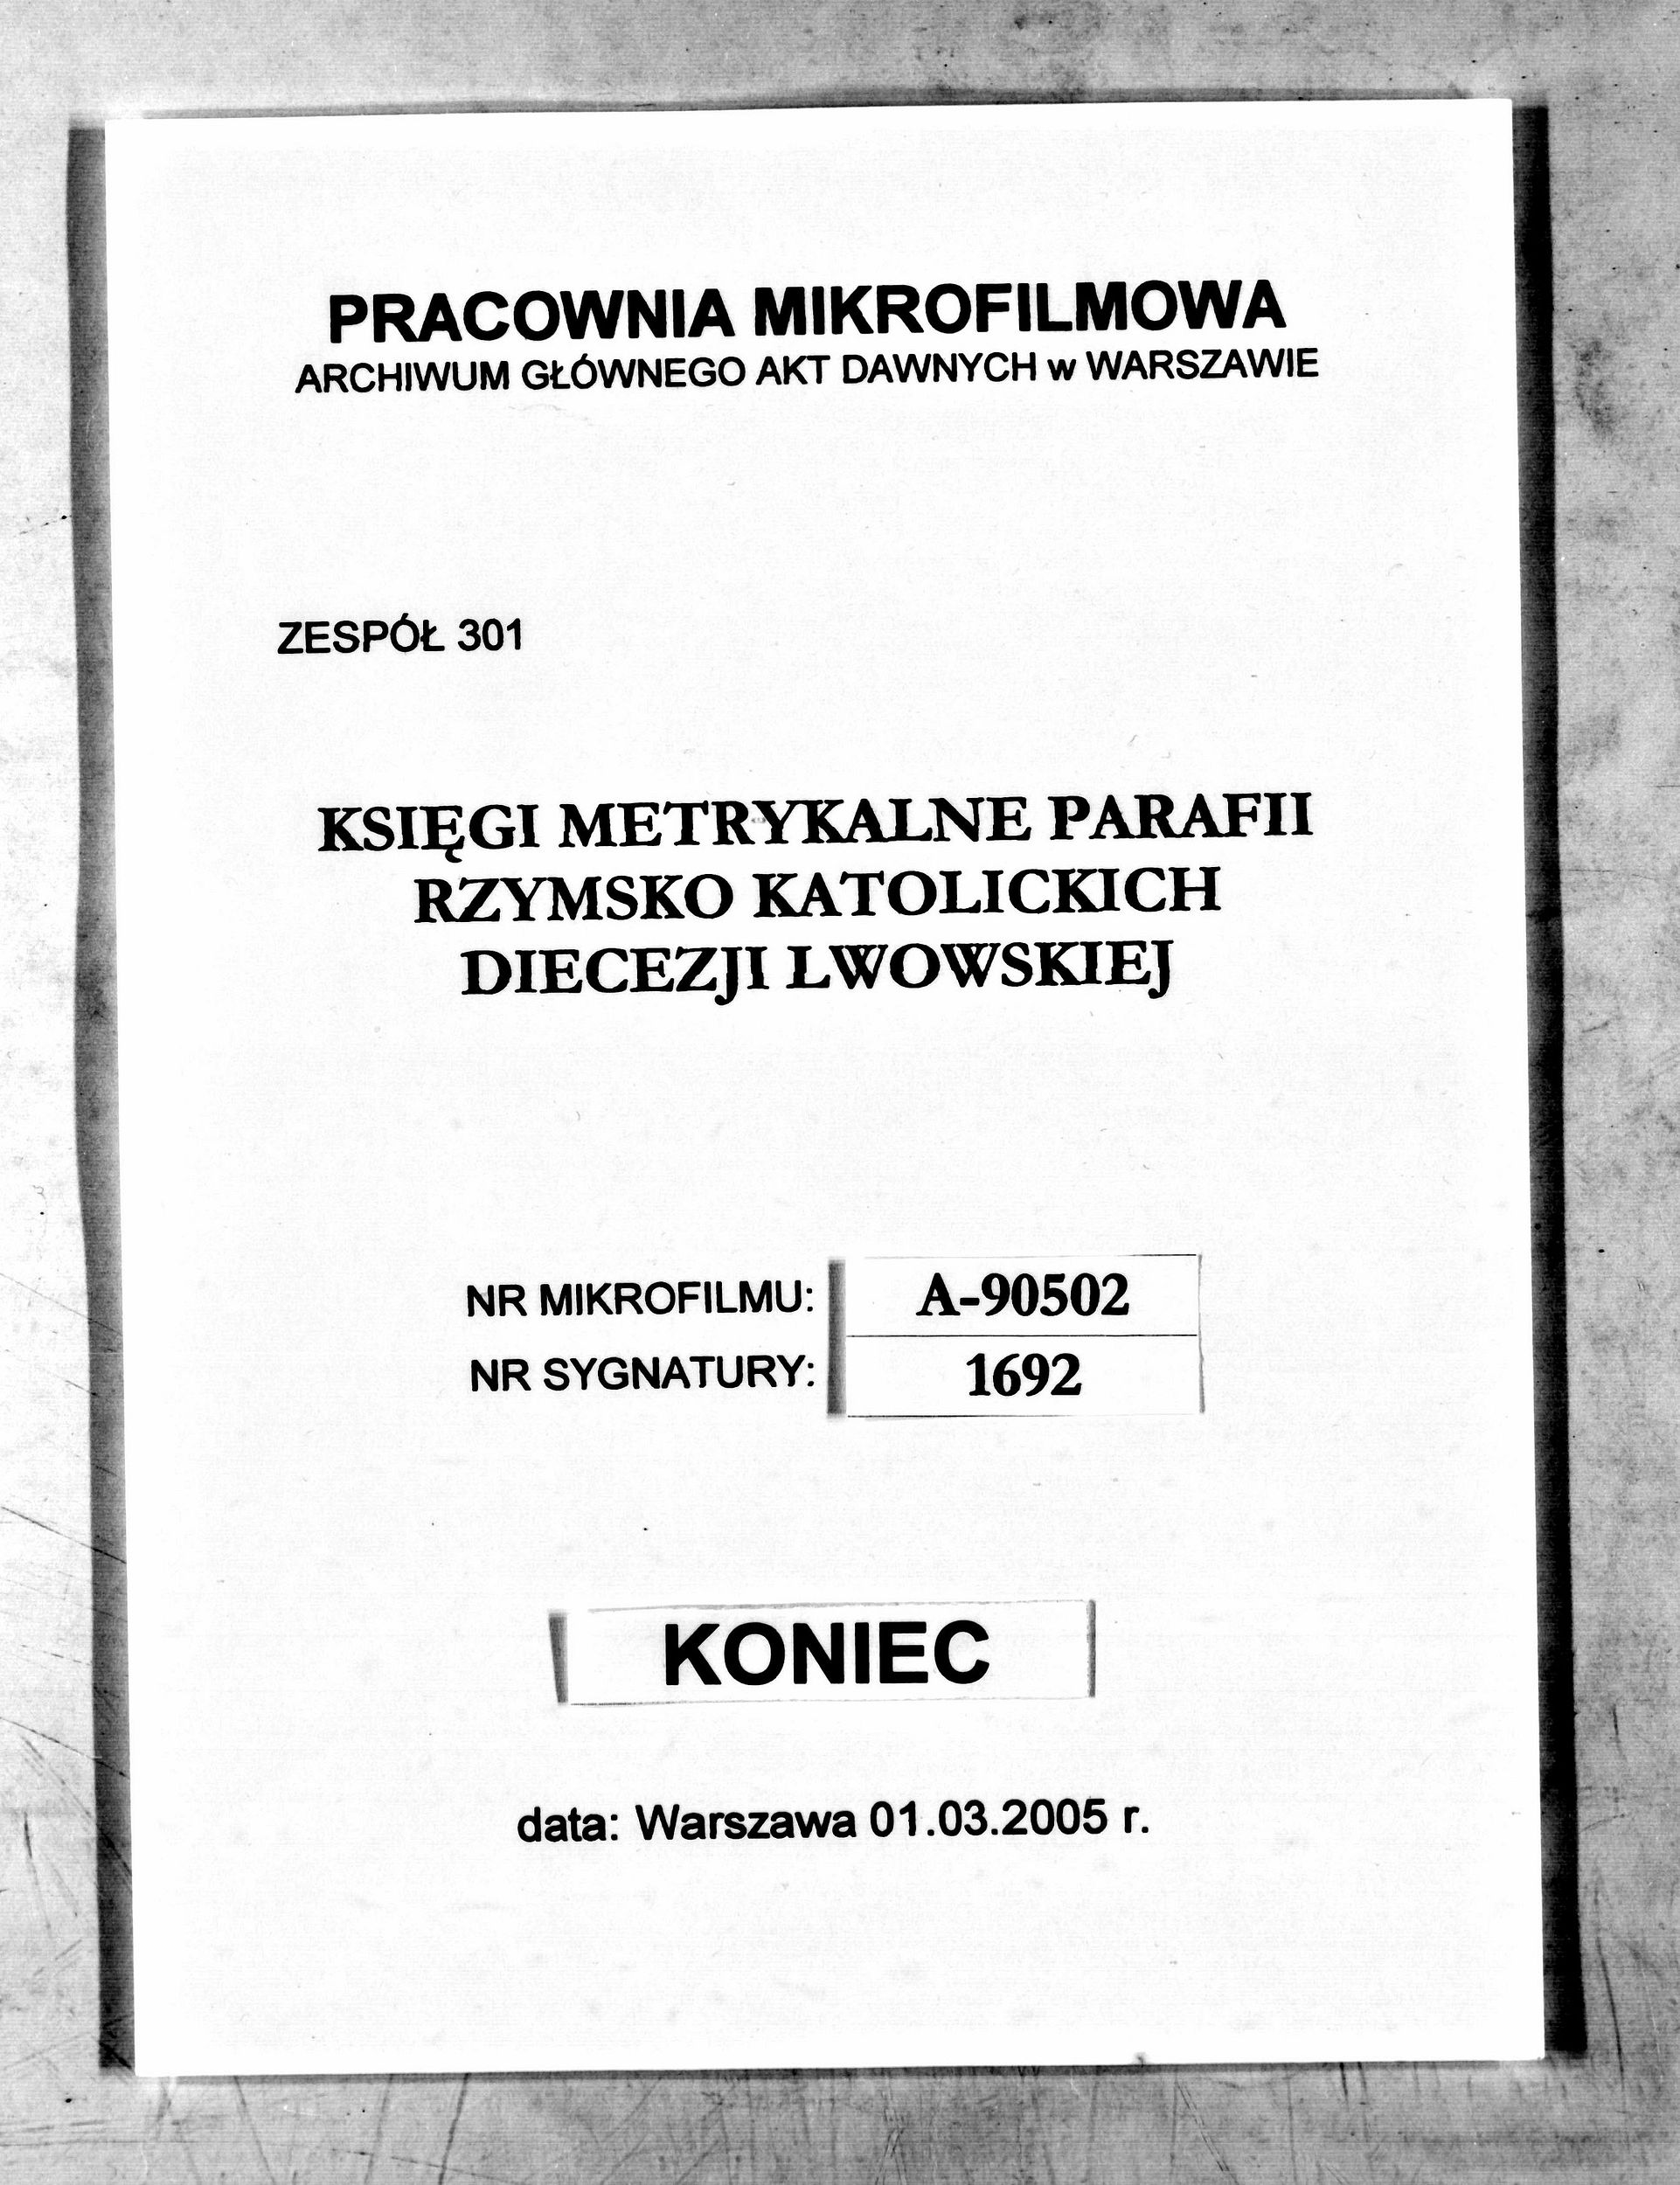 PRACOWNIA MIKROFILMOWA
ARCHIWUM GŁÓWNEGO AKT DAWNYCH w WARSZAWIE
ZESPÓŁ 301
KSIĘGI METRYKALNE PARAFII
RZYMSKO KATOLICKICH
DIECEZJI LWOWSKIEJ
NR MIKROFILMU: A-90502
NR SYGNATURY: 1692
KONIEC
data: Warszawa 01.03.2005 r.